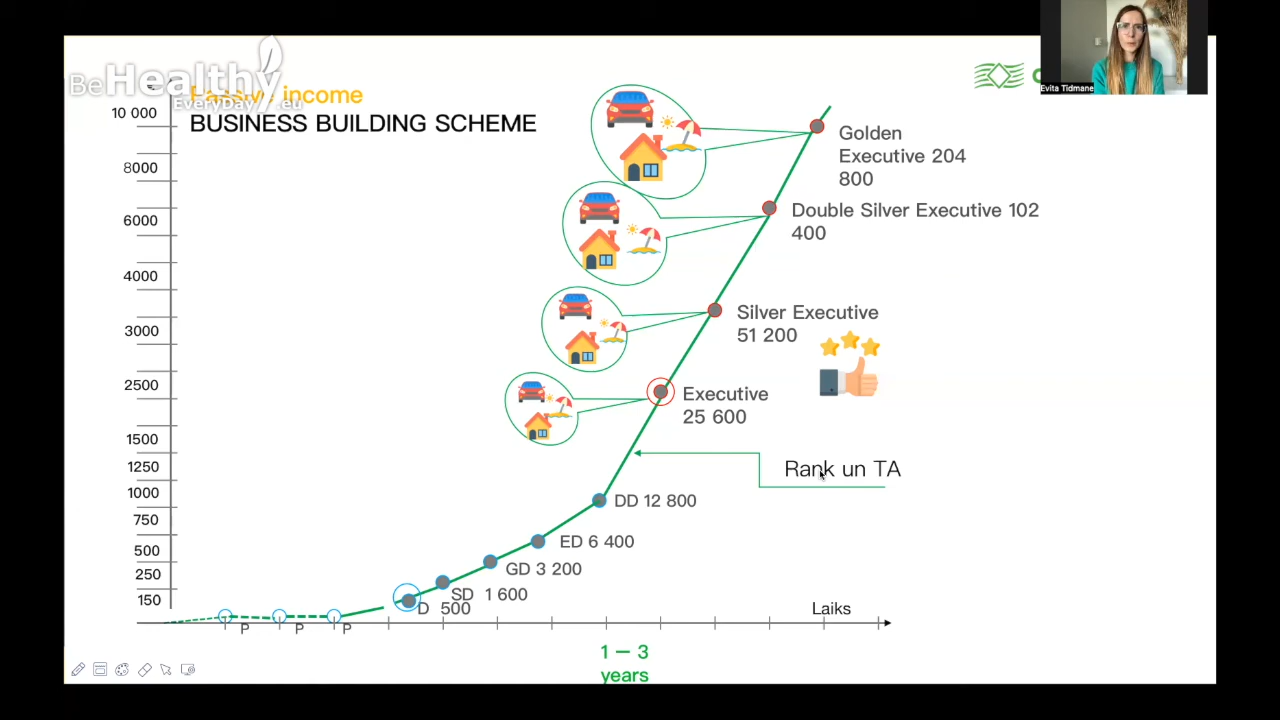 BeHealthy
EveryDay.eu
Passive income
BUSINESS BUILDING SCHEME
Evita Tidmane
10 000
8000
6000
4000
3000
2500
1500
1250
1000
750
500
250
150
Golden
Executive 204
800
Double Silver Executive 102
400
Silver Executive
51 200
Executive
25 600
Rank un TA
DD 12 800
ED 6 400
GD 3 200
SD 1 600
D 500
P P P
Laiks
1 – 3
years